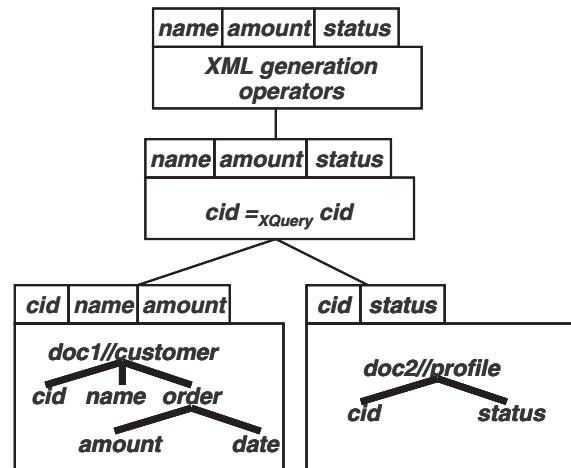 name amount status
XML generation
operators
name amount status
cid =XQuery cid
cid name amount
cid status
doc1//customer
doc2//profile
cid name order
cid status
amount date